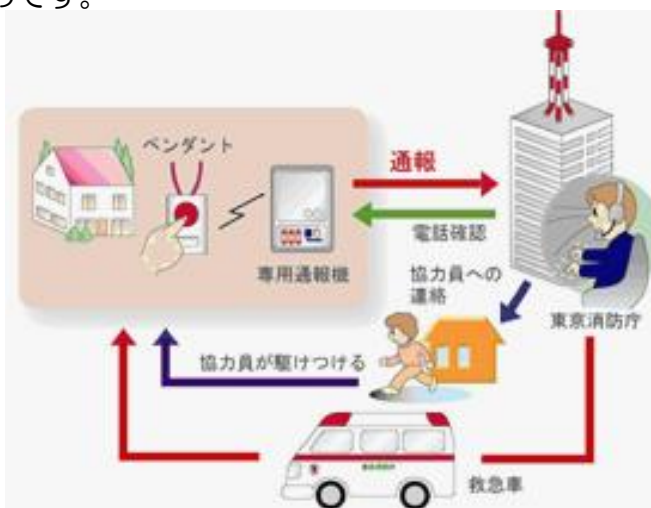 です。
ペンダント
通報
電話確認
専用通報機
協力員への
連絡
東京消防庁
協力員が駆けつける
救急車